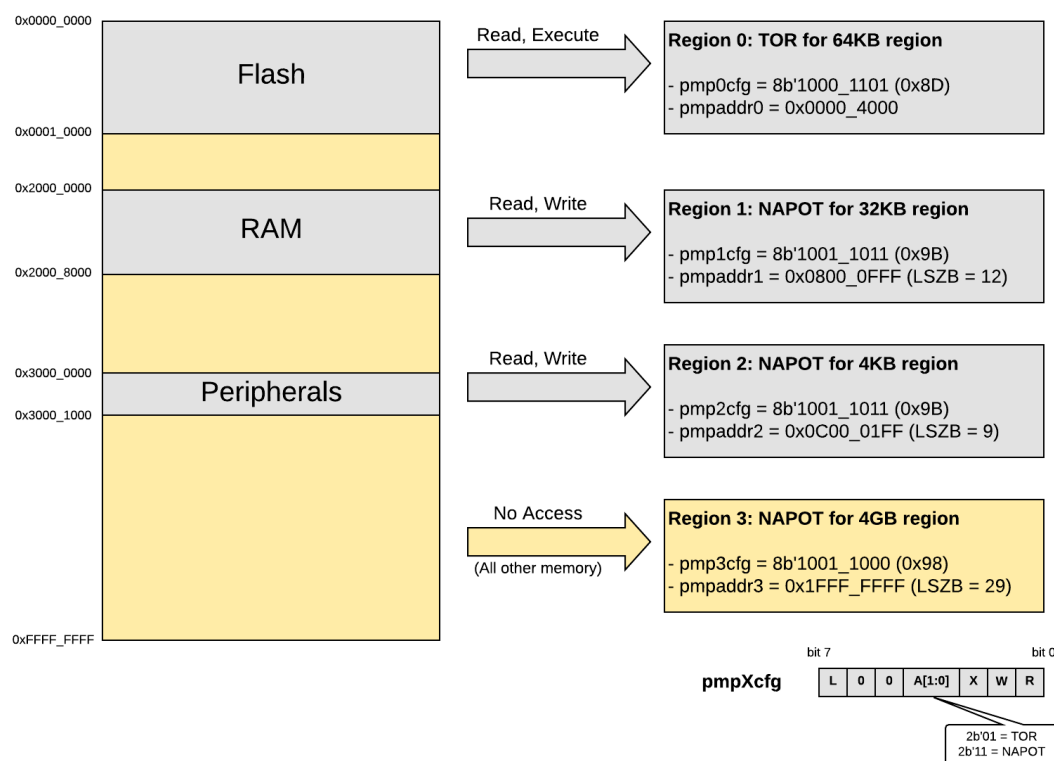 0x0000_0000
Flash
0x0001_0000
0x2000_0000
RAM
0x2000_8000
0x3000_0000
Peripherals
0x3000_1000
0xFFFF_FFFF
Read, Execute
Region 0: TOR for 64KB region
- pmp0cfg = 8b'1000_1101 (0x8D)
- pmpaddr0 = 0x0000_4000
Read, Write
Region 1: NAPOT for 32KB region
- pmp1cfg = 8b'1001_1011 (0x9B)
- pmpaddr1 = 0x0800_0FFF (LSZB = 12)
Read, Write
Region 2: NAPOT for 4KB region
- pmp2cfg = 8b'1001_1011 (0x9B)
- pmpaddr2 = 0x0C00_01FF (LSZB = 9)
No Access
(All other memory)
Region 3: NAPOT for 4GB region
- pmp3cfg = 8b'1001_1000 (0x98)
- pmpaddr3 = 0x1FFF_FFFF (LSZB = 29)
bit 7 bit 0
pmpXcfg L 0 0 A[1:0] X W R
2b'01 = TOR
2b'11 = NAPOT